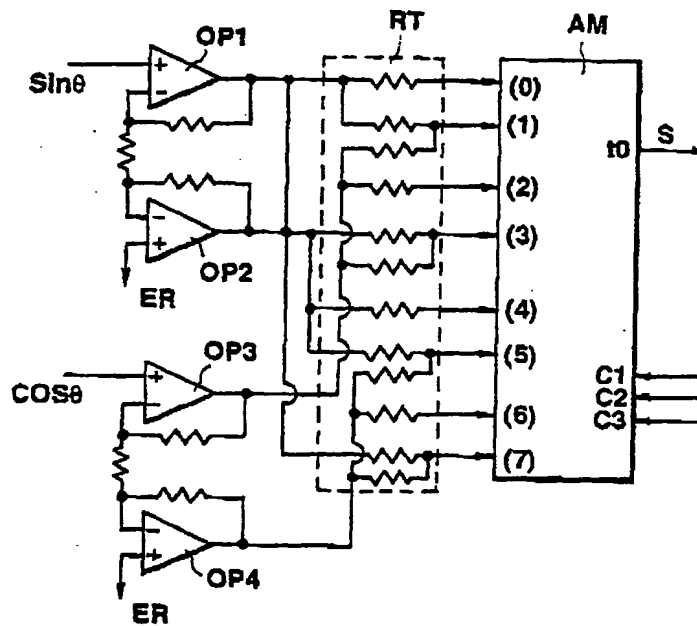 OP1
RT
AM
Sinθ
+
−
(0)
(1)
t0
S
(2)
−
+
(3)
OP2
ER
(4)
OP3
(5)
COSθ
+
−
C1
C2
C3
(6)
(7)
−
+
OP4
ER